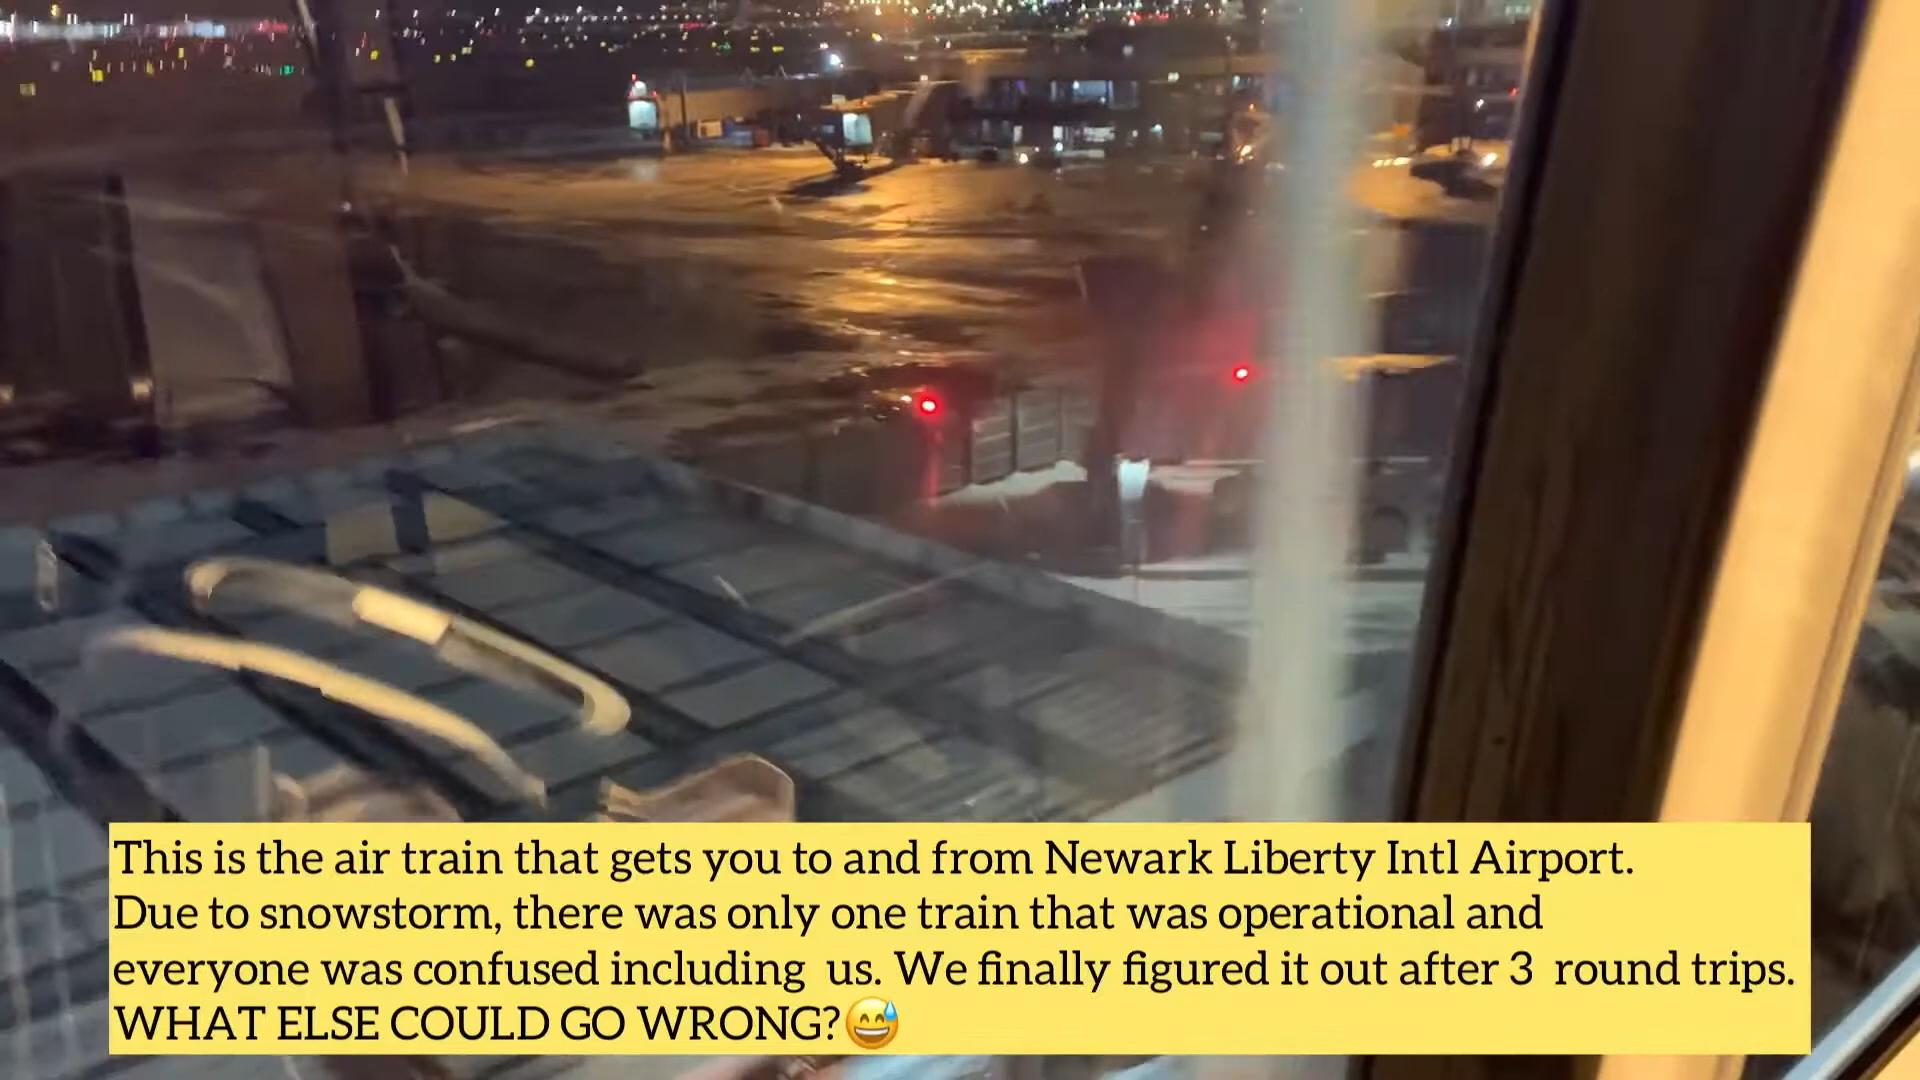 This is the air train that gets you to and from Newark Liberty Intl Airport.
Due to snowstorm, there was only one train that was operational and
everyone was confused including  us. We finally figured it out after 3  round trips.
WHAT ELSE COULD GO WRONG?😅